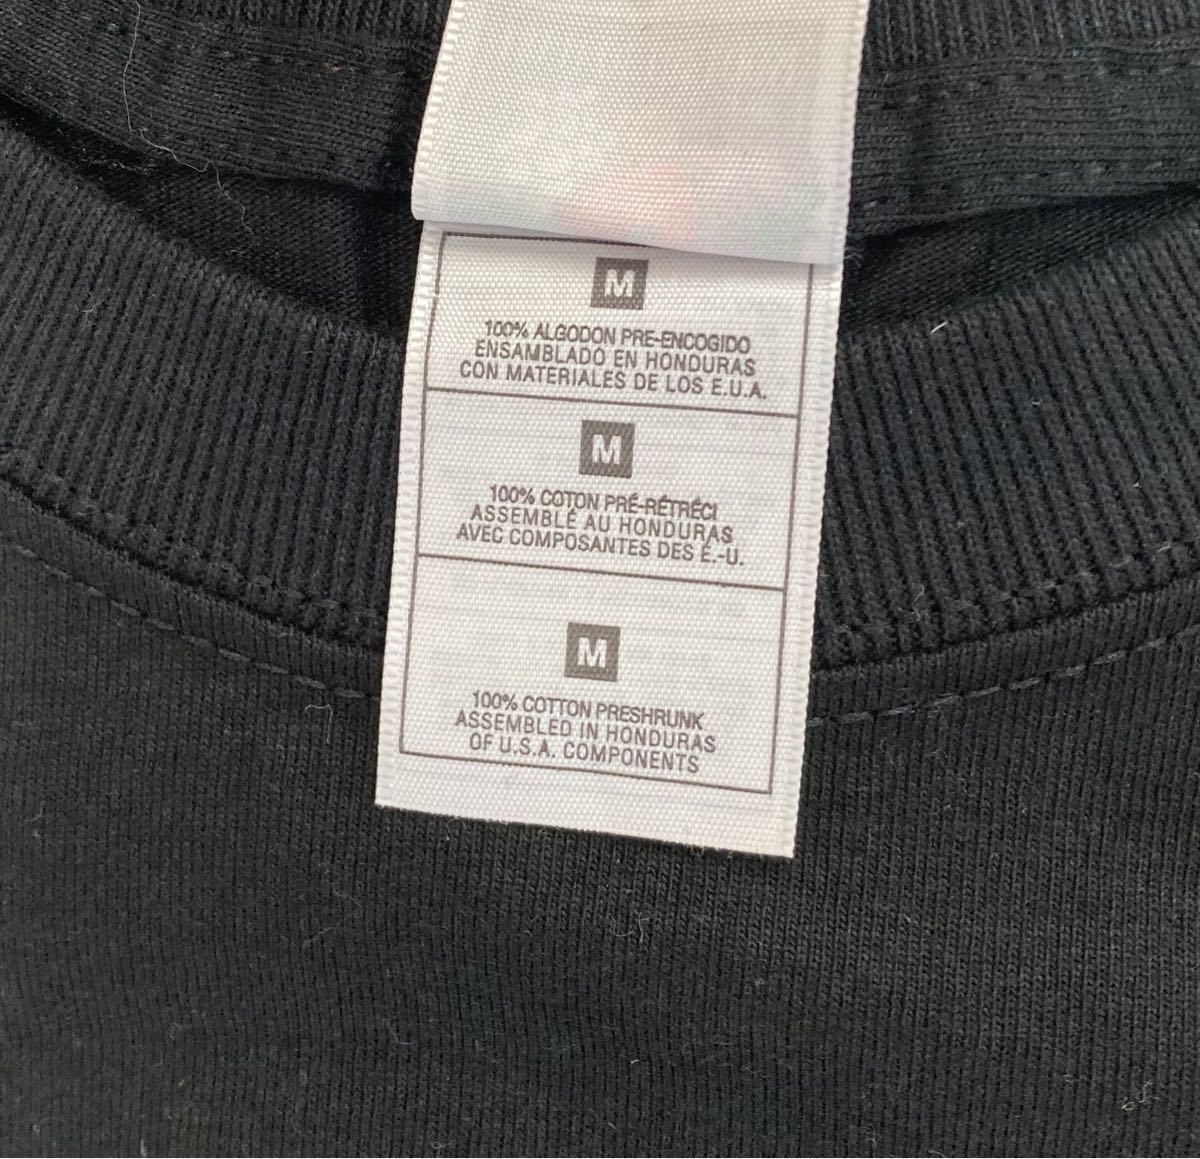 M
100% ALGODON PRE-ENCOGIDO
ENSAMBLADO EN HONDURAS
CON MATERIALES DE LOS E.U.A.
M
100% COTON PRÉ-RÉTRÉCI
ASSEMBLÉ AU HONDURAS
AVEC COMPOSANTES DES É.-U.
M
100% COTTON PRESHRUNK
ASSEMBLED IN HONDURAS
OF U.S.A. COMPONENTS